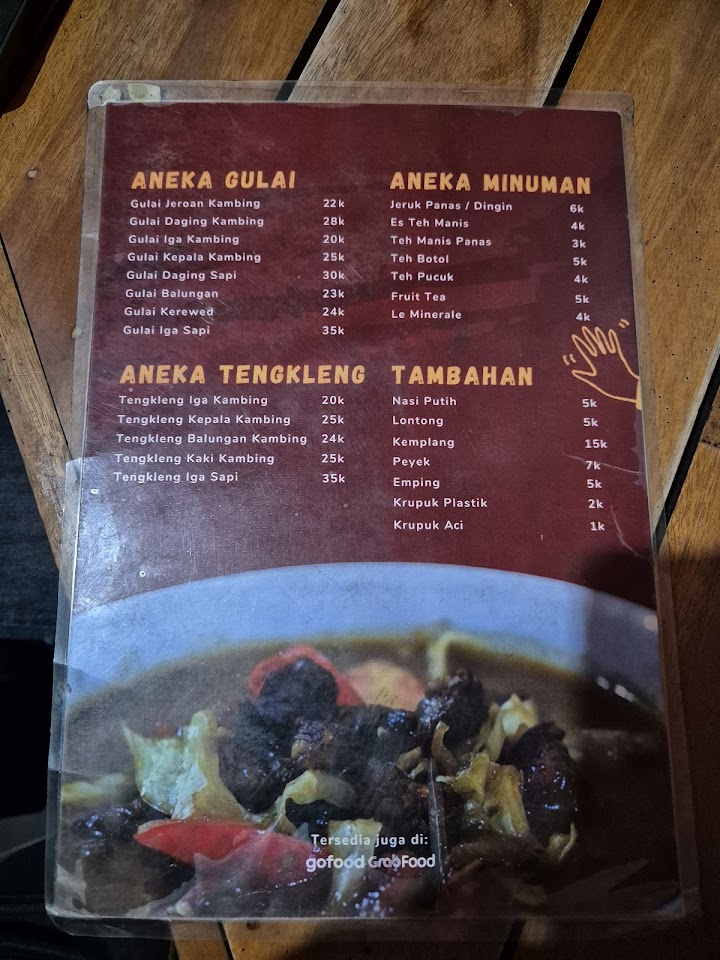 ANEKA GULAI
Gulai Jeroan Kambing 22k
Gulai Daging Kambing 28k
Gulai Iga Kambing 20k
Gulai Kepala Kambing 25k
Gulai Daging Sapi 30k
Gulai Balungan 23k
Gulai Kerewed 24k
Gulai Iga Sapi 35k
ANEKA TENGKLENG
Tengkleng Iga Kambing 20k
Tengkleng Kepala Kambing 25k
Tengkleng Balungan Kambing 24k
Tengkleng Kaki Kambing 25k
Tengkleng Iga Sapi 35k
ANEKA MINUMAN
Jeruk Panas / Dingin 6k
Es Teh Manis 4k
Teh Manis Panas 3k
Teh Botol 5k
Teh Pucuk 4k
Fruit Tea 5k
Le Minerale 4k
TAMBAHAN
Nasi Putih 5k
Lontong 5k
Kemplang 15k
Peyek 7k
Emping 5k
Krupuk Plastik 2k
Krupuk Aci 1k
Tersedia juga di:
gofood GrabFood